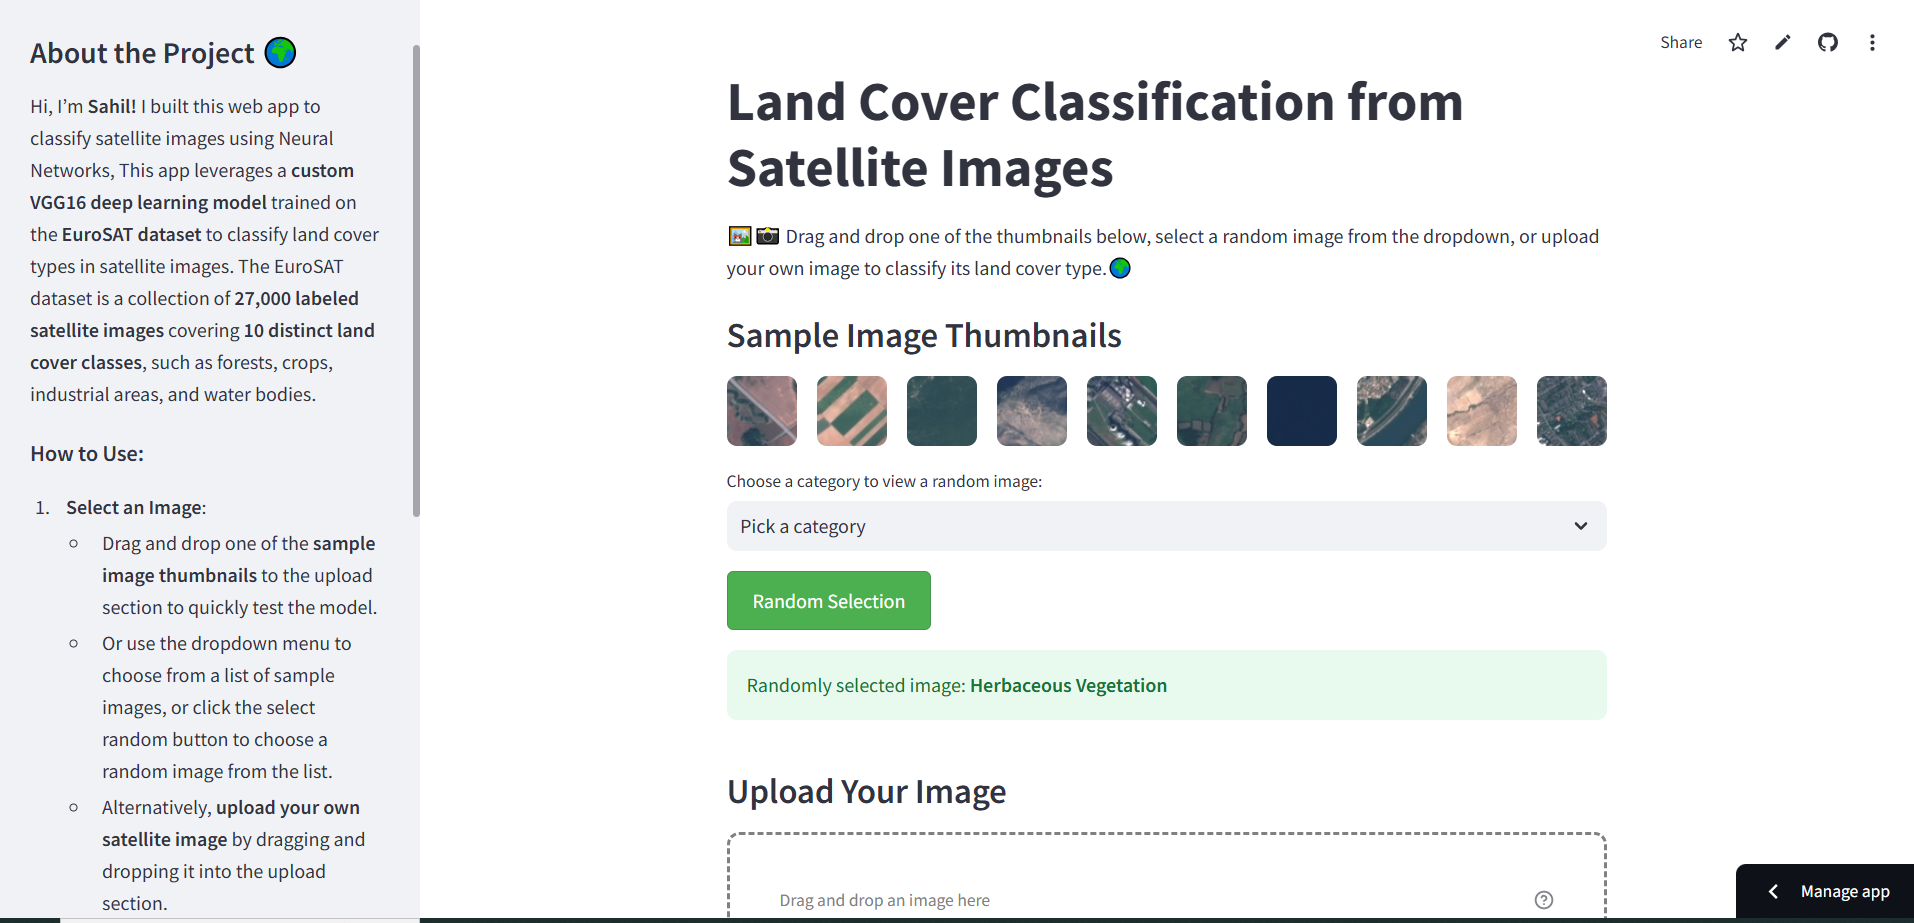 About the Project
Hi, I'm Sahil! I built this web app to
classify satellite images using Neural
Networks, This app leverages a custom
VGG16 deep learning model trained on
the EuroSAT dataset to classify land cover
types in satellite images. The EuroSAT
dataset is a collection of 27,000 labeled
satellite images covering 10 distinct land
cover classes, such as forests, crops,
industrial areas, and water bodies.
How to Use:
1. Select an Image:
Drag and drop one of the sample
image thumbnails to the upload
section to quickly test the model.
Or use the dropdown menu to
choose from a list of sample
images, or click the select
random button to choose a
random image from the list.
Alternatively, upload your own
satellite image by dragging and
dropping it into the upload
section.
Share
Land Cover Classification from
Satellite Images
Drag and drop one of the thumbnails below, select a random image from the dropdown, or upload
your own image to classify its land cover type.
Sample Image Thumbnails
Choose a category to view a random image:
Pick a category
Random Selection
Randomly selected image: Herbaceous Vegetation
Upload Your Image
Drag and drop an image here
Manage app